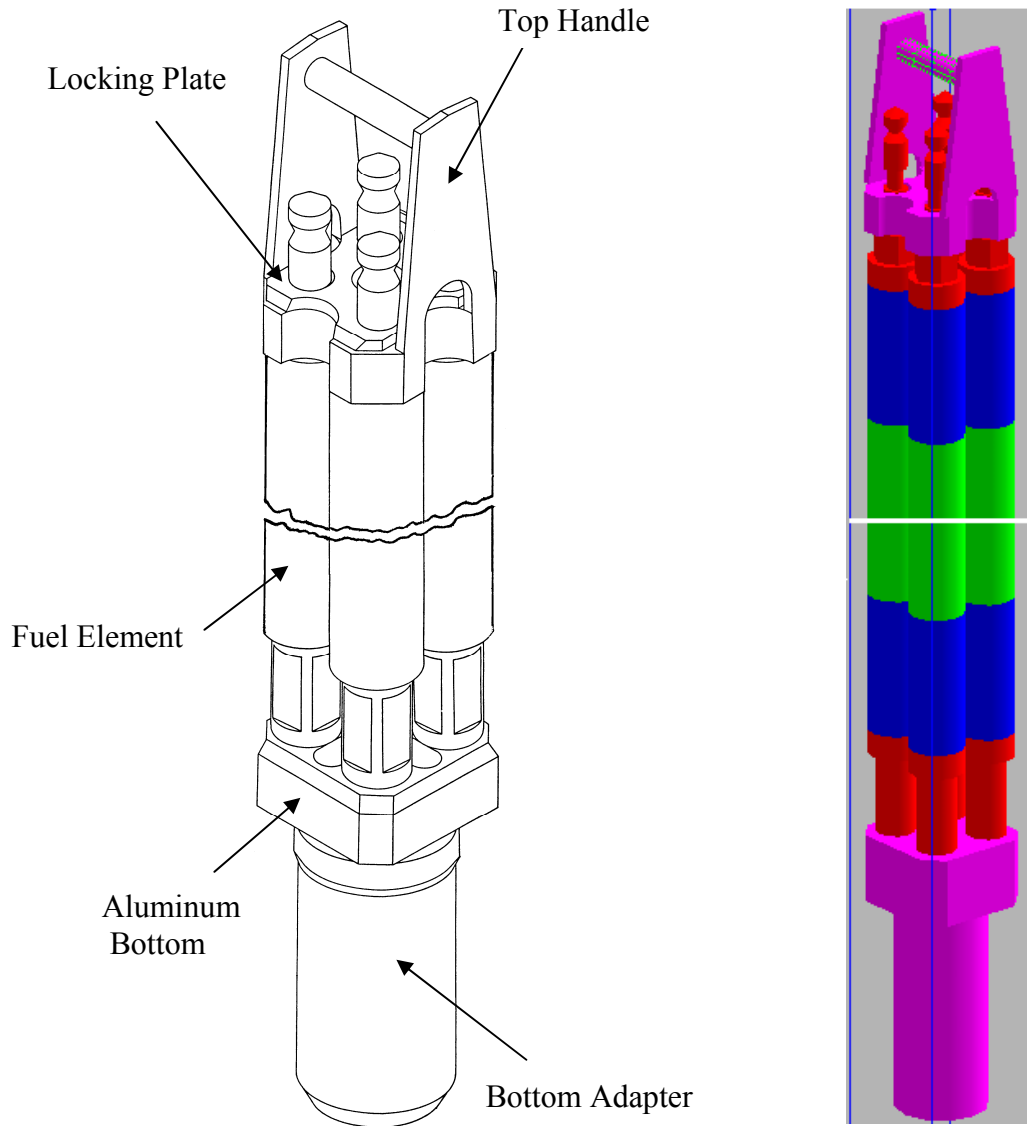 Top Handle
Locking Plate
Fuel Element
Aluminum
Bottom
Bottom Adapter